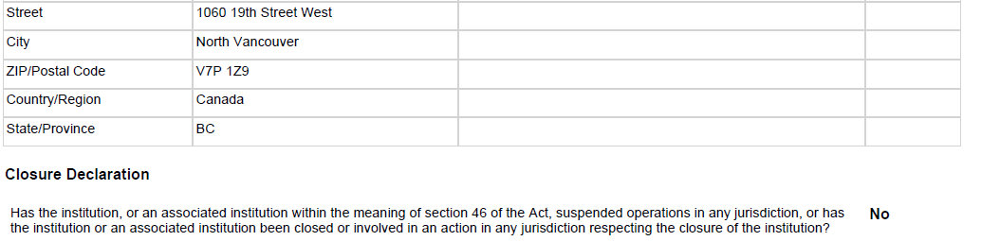 Street 1060 19th Street West
City North Vancouver
ZIP/Postal Code V7P 1Z9
Country/Region Canada
State/Province BC
Closure Declaration
Has the institution, or an associated institution within the meaning of section 46 of the Act, suspended operations in any jurisdiction, or has No
the institution or an associated institution been closed or involved in an action in any jurisdiction respecting the closure of the institution?